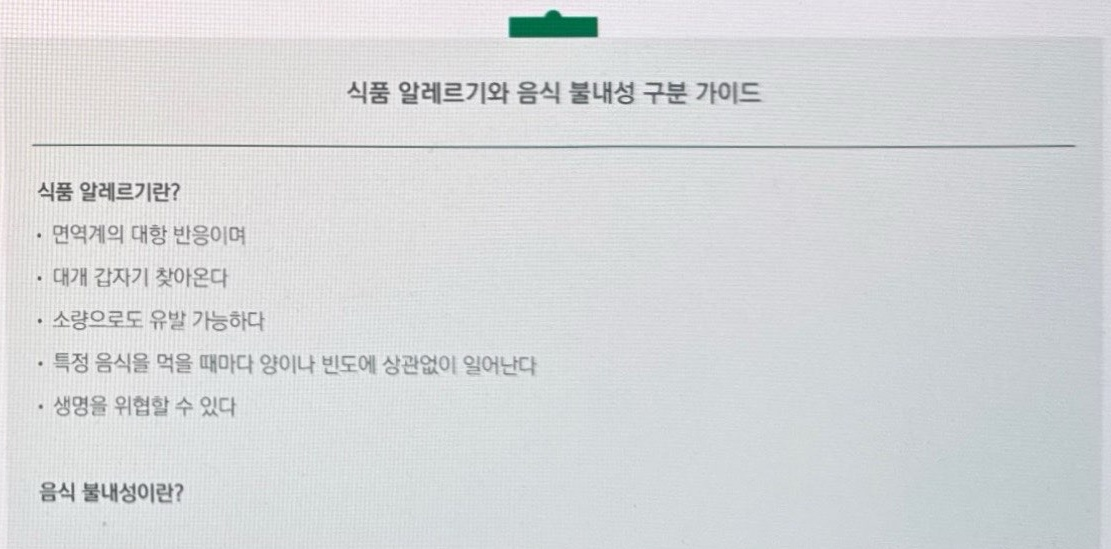 식품 알레르기와 음식 불내성 구분 가이드
식품 알레르기란?
• 면역계의 대항 반응이며
• 대개 갑자기 찾아온다
• 소량으로도 유발 가능하다
• 특정 음식을 먹을 때마다 양이나 빈도에 상관없이 일어난다
• 생명을 위협할 수 있다
음식 불내성이란?